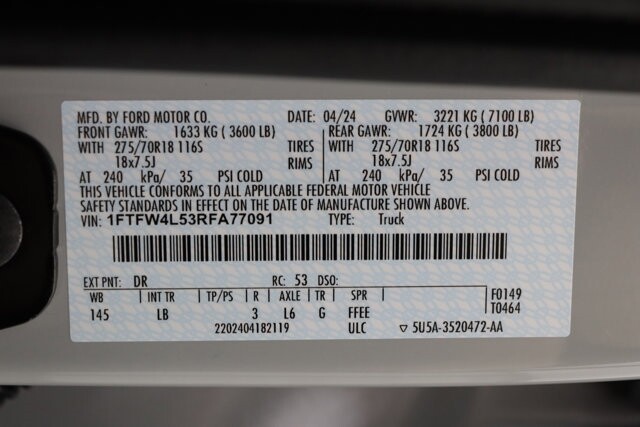 MFD. BY FORD MOTOR CO. DATE: 04/24 GVWR: 3221 KG ( 7100 LB)
FRONT GAWR: 1633 KG ( 3600 LB) REAR GAWR: 1724 KG ( 3800 LB)
WITH 275/70R18 116S TIRES WITH 275/70R18 116S TIRES
18x7.5J RIMS 18x7.5J RIMS
AT 240 kPa/ 35 PSI COLD AT 240 kPa/ 35 PSI COLD
THIS VEHICLE CONFORMS TO ALL APPLICABLE FEDERAL MOTOR VEHICLE
SAFETY STANDARDS IN EFFECT ON THE DATE OF MANUFACTURE SHOWN ABOVE.
VIN: 1FTFW4L53RFA77091 TYPE: Truck
EXT PNT: DR RC: 53 DSO:
WB INT TR TP/PS R AXLE TR SPR F0149
145 LB 3 L6 G FFEE T0464
2202404182119 ULC 5U5A-3520472-AA